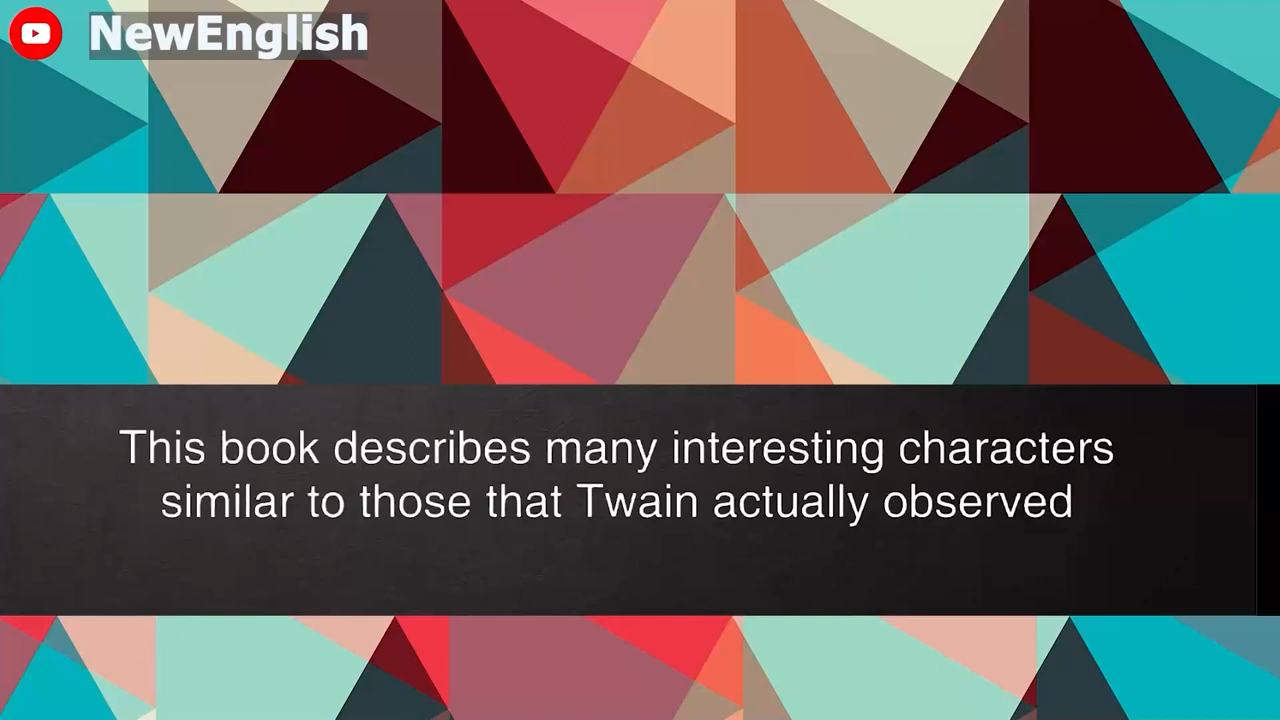 NewEnglish
This book describes many interesting characters
similar to those that Twain actually observed